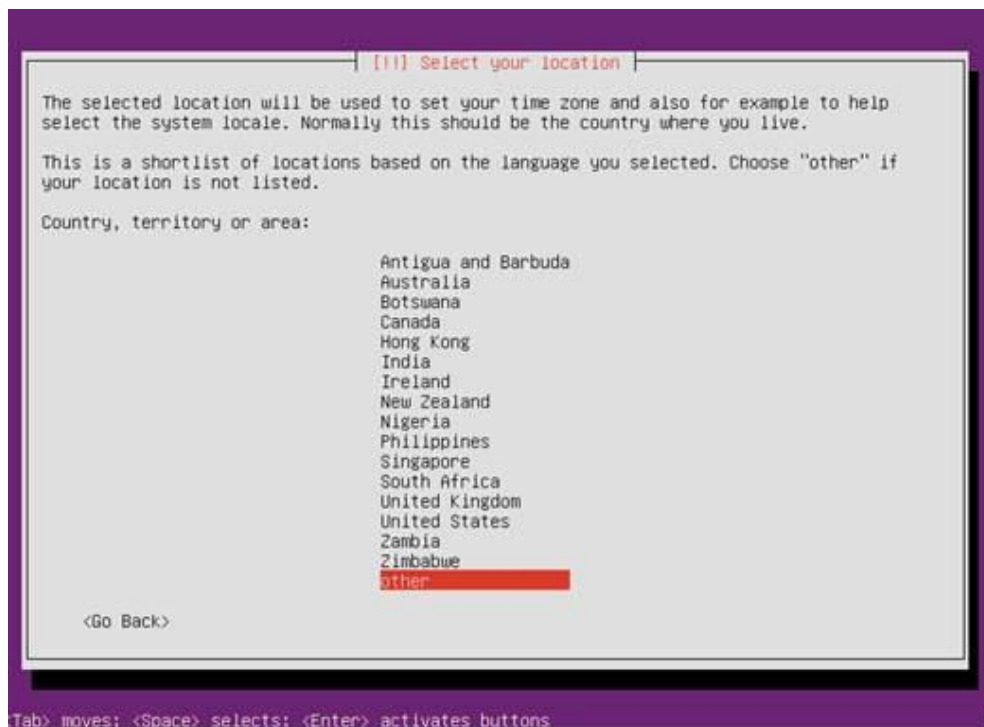 [!!] Select your location
The selected location will be used to set your time zone and also for example to help
select the system locale. Normally this should be the country where you live.
This is a shortlist of locations based on the language you selected. Choose "other" if
your location is not listed.
Country, territory or area:
Antigua and Barbuda
Australia
Botswana
Canada
Hong Kong
India
Ireland
New Zealand
Nigeria
Philippines
Singapore
South Africa
United Kingdom
United States
Zambia
Zimbabwe
other
<Go Back>
<Tab> moves; <Space> selects; <Enter> activates buttons